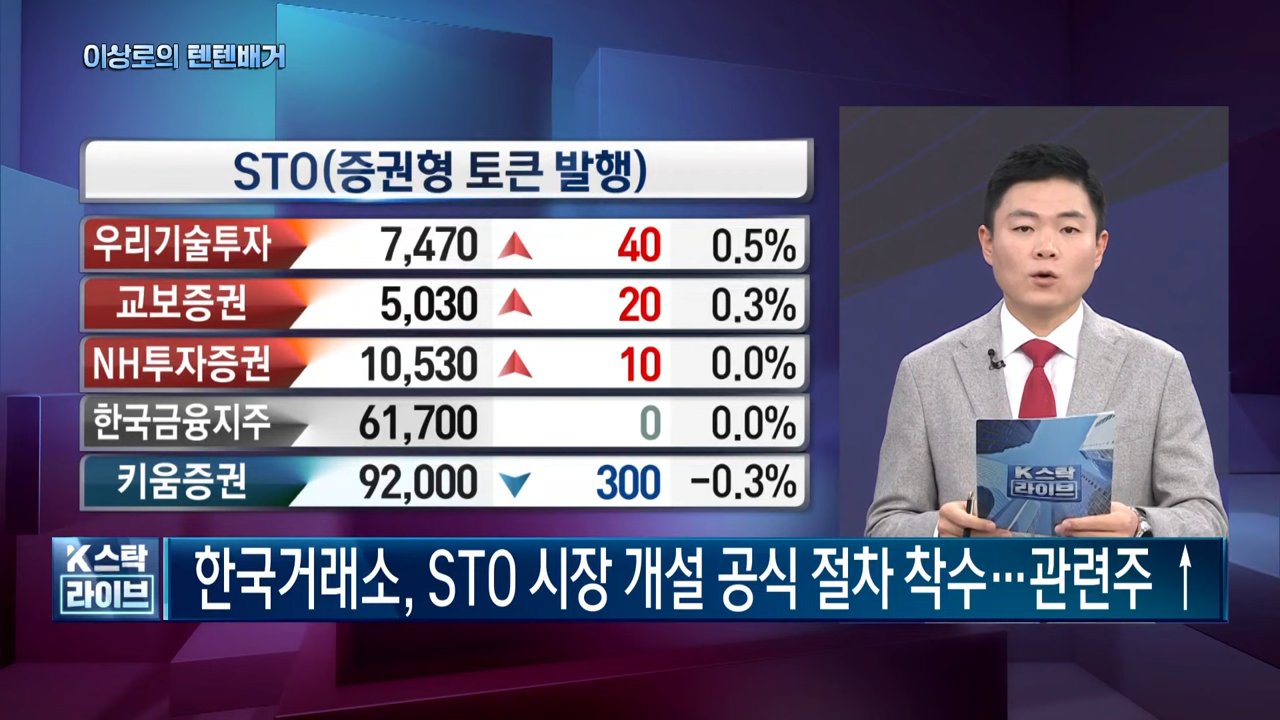 이상로의 텐텐배거
STO(증권형 토큰 발행)
우리기술투자 7,470 ▲ 40 0.5%
교보증권 5,030 ▲ 20 0.3%
NH투자증권 10,530 ▲ 10 0.0%
한국금융지주 61,700 0 0.0%
키움증권 92,000 ▼ 300 -0.3%
K스탁
라이브
K스탁
라이브
한국거래소, STO 시장 개설 공식 절차 착수…관련주 ↑